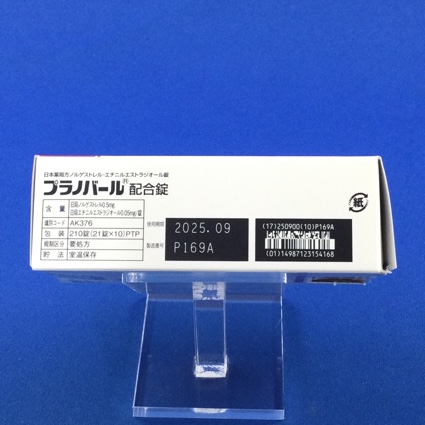 日本薬局方ノルゲストレル・エチニルエストラジオール錠
プラノバール®配合錠
含 量 日局ノルゲストレル0.5mg
日局エチニルエストラジオール0.05mg/錠
識別コード AK376
包 装 210錠(21錠×10)PTP
規制区分 要処方
貯 法 室温保存
使用期限 2025.09
製造番号 P169A
(17)250900(10)P169A
(01)14987123154168
紙